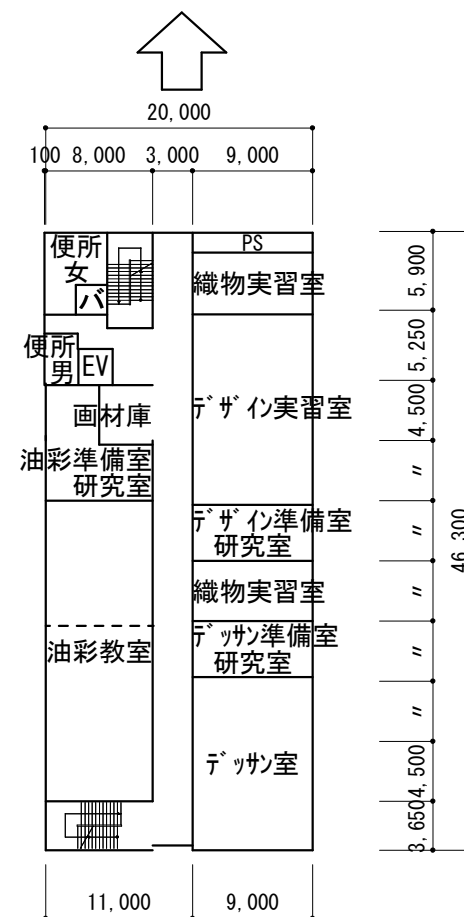 20,000
100 8,000 3,000 9,000
便所
女
バ
PS
織物実習室
5,900
便所
男
EV
5,250
画材庫
デザイン実習室
4,500
油彩準備室
研究室
〃
デザイン準備室
研究室
〃
46,300
織物実習室
〃
油彩教室
デッサン準備室
研究室
〃
デッサン室
〃
4,500
3,650
11,000 9,000